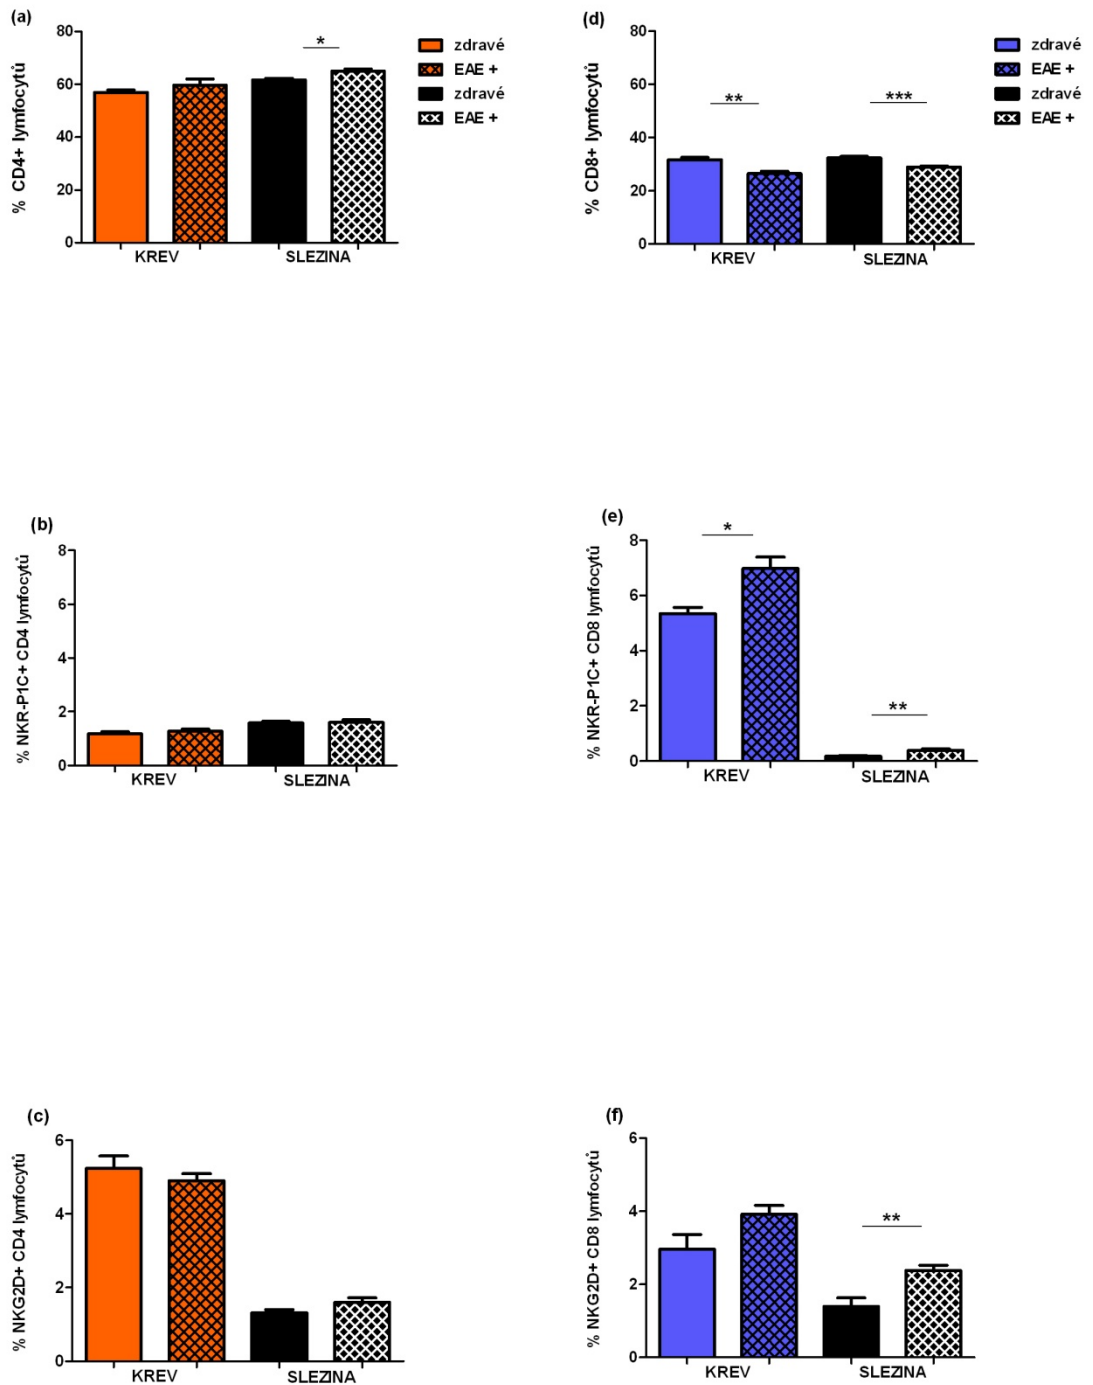 (a)
% CD4+ lymfocytů
80
60
40
20
0
*
KREV
SLEZINA
zdravé
EAE +
zdravé
EAE +
(d)
% CD8+ lymfocytů
80
60
40
20
0
**
***
KREV
SLEZINA
zdravé
EAE +
zdravé
EAE +
(b)
% NKR-P1C+ CD4 lymfocytů
8
6
4
2
0
KREV
SLEZINA
(e)
% NKR-P1C+ CD8 lymfocytů
8
6
4
2
0
*
**
KREV
SLEZINA
(c)
% NKG2D+ CD4 lymfocytů
6
4
2
0
KREV
SLEZINA
(f)
% NKG2D+ CD8 lymfocytů
6
4
2
0
**
KREV
SLEZINA